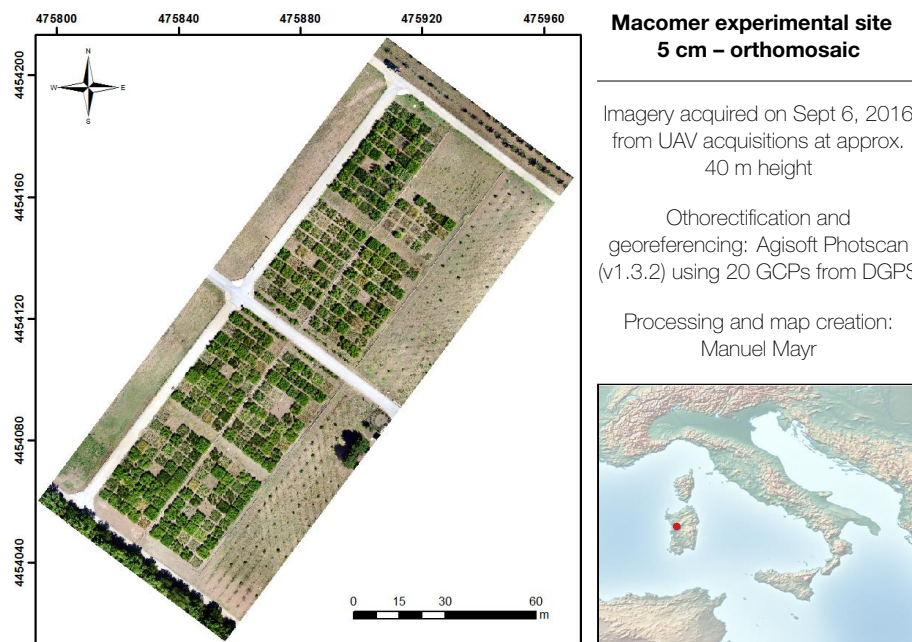 475800 475840 475880 475920 475960
4454200
4454160
4454120
4454080
4454040
N
W E
S
0 15 30 60
m
Macomer experimental site
5 cm – orthomosaic
Imagery acquired on Sept 6, 2016
from UAV acquisitions at approx.
40 m height
Othorectification and
georeferencing: Agisoft Photscan
(v1.3.2) using 20 GCPs from DGPS
Processing and map creation:
Manuel Mayr